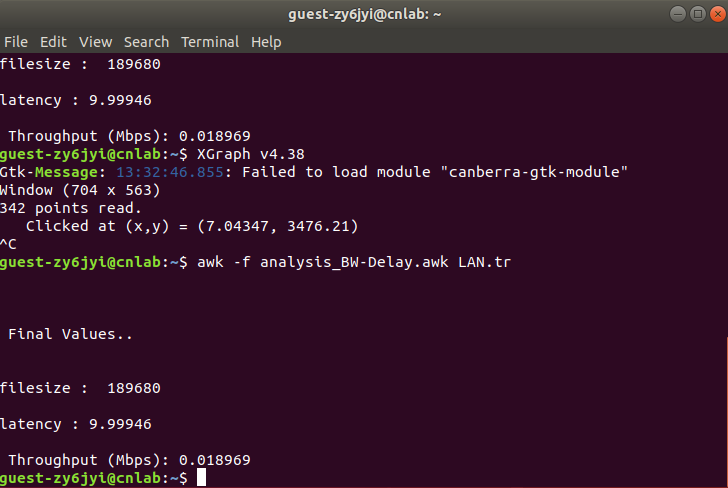 guest-zy6jyi@cnlab: ~
File Edit View Search Terminal Help
filesize :  189680
latency : 9.99946
Throughput (Mbps): 0.018969
guest-zy6jyi@cnlab:~$ XGraph v4.38
Gtk-Message: 13:32:46.855: Failed to load module "canberra-gtk-module"
Window (704 x 563)
342 points read.
Clicked at (x,y) = (7.04347, 3476.21)
^C
guest-zy6jyi@cnlab:~$ awk -f analysis_BW-Delay.awk LAN.tr
Final Values..
filesize :  189680
latency : 9.99946
Throughput (Mbps): 0.018969
guest-zy6jyi@cnlab:~$